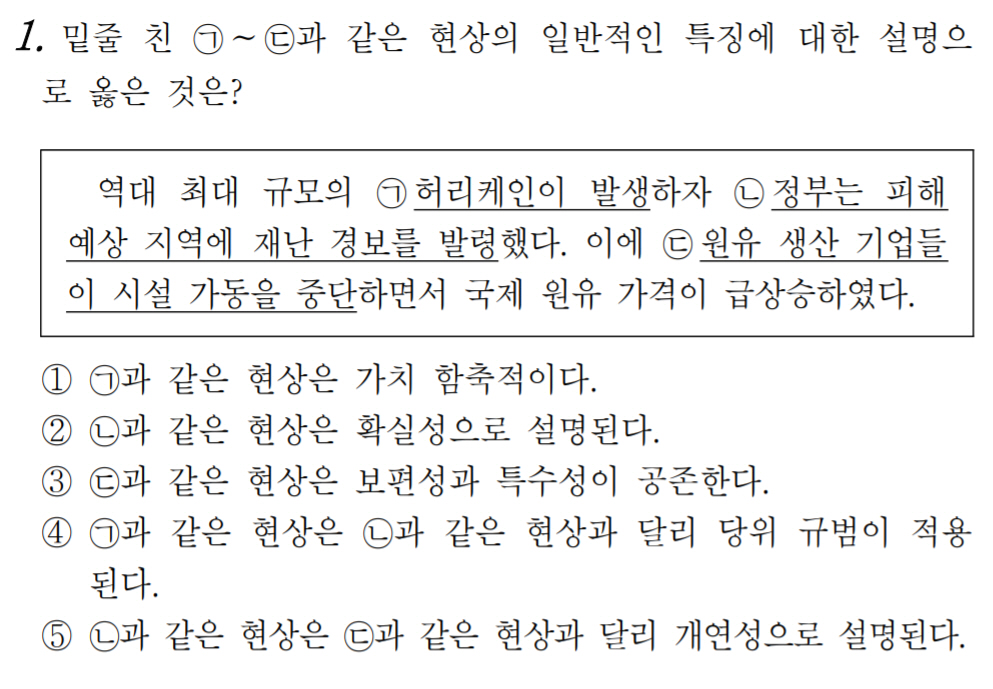 1. 밑줄 친 ㉠~㉢과 같은 현상의 일반적인 특징에 대한 설명으
로 옳은 것은?
역대 최대 규모의 ㉠허리케인이 발생하자 ㉡정부는 피해
예상 지역에 재난 경보를 발령했다. 이에 ㉢원유 생산 기업들
이 시설 가동을 중단하면서 국제 원유 가격이 급상승하였다.
① ㉠과 같은 현상은 가치 함축적이다.
② ㉡과 같은 현상은 확실성으로 설명된다.
③ ㉢과 같은 현상은 보편성과 특수성이 공존한다.
④ ㉠과 같은 현상은 ㉡과 같은 현상과 달리 당위 규범이 적용
된다.
⑤ ㉡과 같은 현상은 ㉢과 같은 현상과 달리 개연성으로 설명된다.